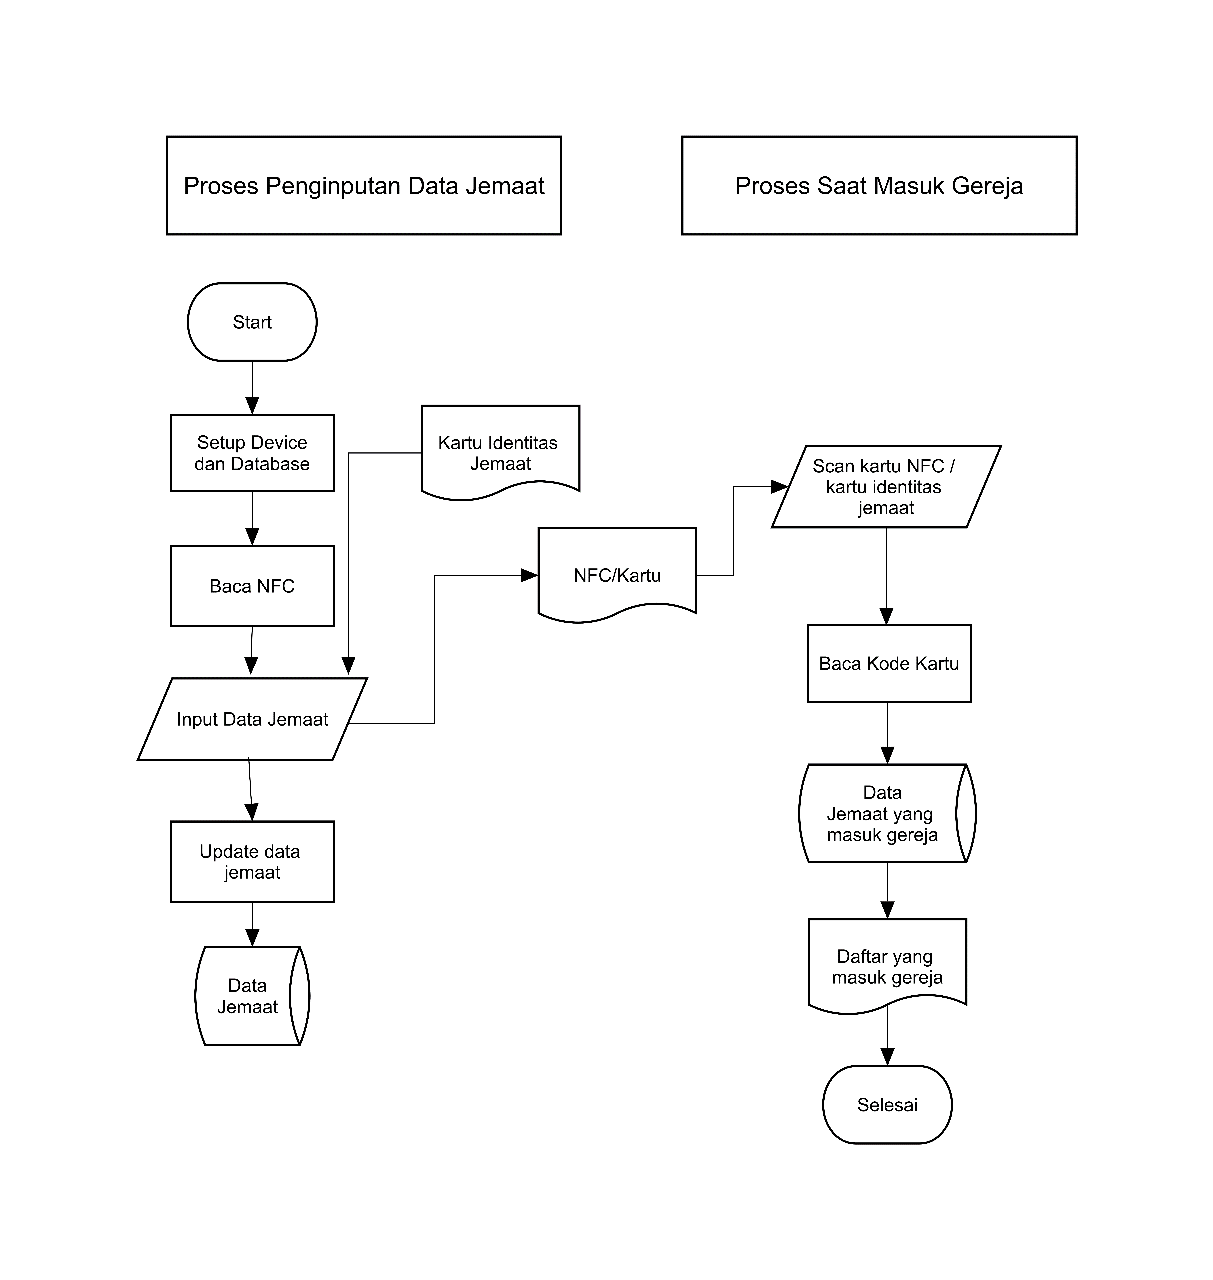 Proses Penginputan Data Jemaat
Proses Saat Masuk Gereja
Start
Setup Device
dan Database
Kartu Identitas
Jemaat
Baca NFC
NFC/Kartu
Input Data Jemaat
Update data
jemaat
Data
Jemaat
Scan kartu NFC /
kartu identitas
jemaat
Baca Kode Kartu
Data
Jemaat yang
masuk gereja
Daftar yang
masuk gereja
Selesai